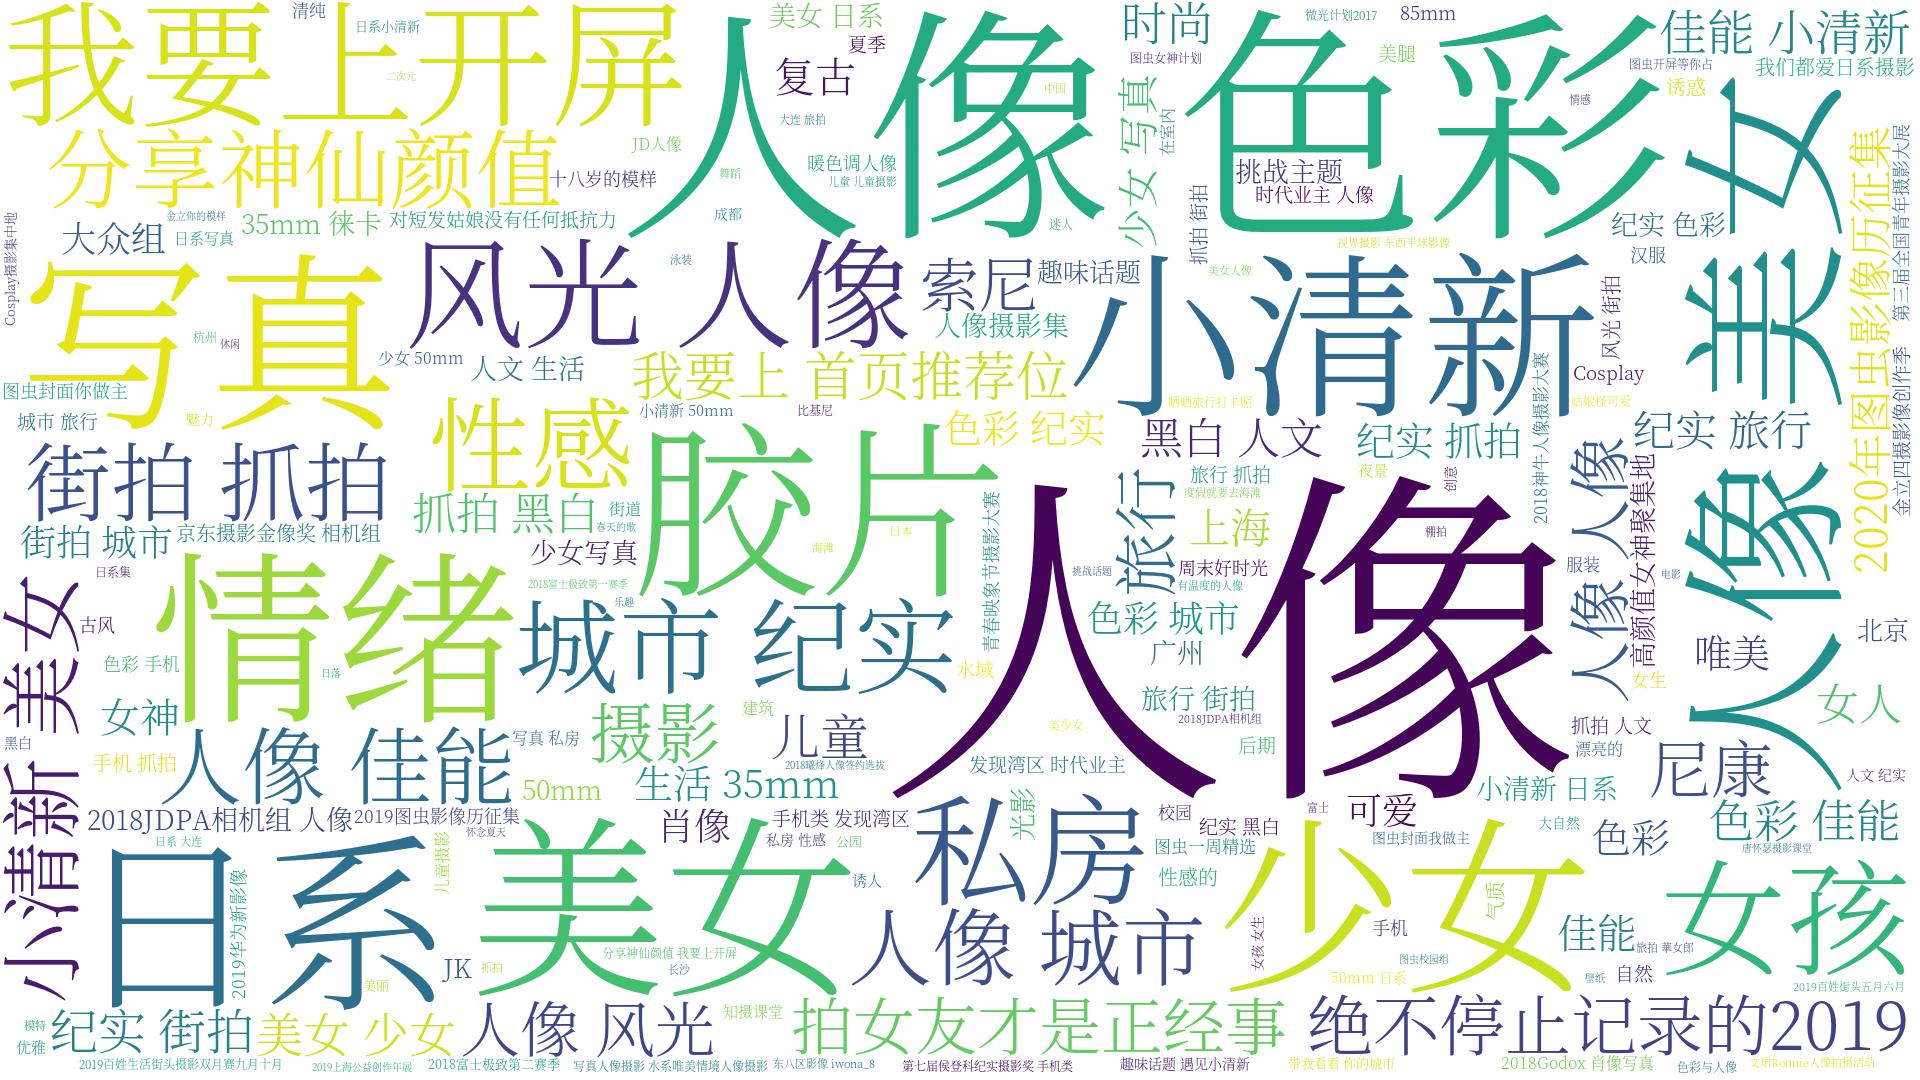 我要上开屏
清纯
日系小清新
二次元
人像
美女 日系
夏季
复古
中国
大连 旅拍
时尚
图虫女神计划
微光计划2017
85mm
美腿
色彩
佳能 小清新
图虫开屏等你占
我们都爱日系摄影
诱惑
情感
分享神仙颜值
JD人像
十八岁的模样
舞蹈
暖色调人像
儿童 儿童摄影
少女 写真
在室内
挑战主题
时代业主 人像
抓拍 街拍
美女 人像
2020年图虫影像历征集
第三届全国青年摄影大展
金立四摄影像创作季
Cosplay摄影集中地
大众组
金立你的模样
日系写真
35mm 徕卡
对短发姑娘没有任何抵抗力
成都
迷人
视界摄影 东西半球影像
纪实 色彩
汉服
写真
杭州
休闲
风光 人像
泳装
索尼
趣味话题
人像摄影集
美女人像
小清新
风光 街拍
少女 50mm
人文 生活
我要上 首页推荐位
Cosplay
图虫封面你做主
城市 旅行
魅力
性感
小清新 50mm
比基尼
色彩 纪实
晒晒旅行打卡照
姑娘怪可爱
2018神牛人像摄影大赛
黑白 人文
纪实 抓拍
纪实 旅行
街拍 抓拍
胶片
旅行 抓拍
度假就要去海滩
夜景
创意
人像 人像
高颜值女神聚集地
抓拍 黑白
街道
春天的歌
海滩
日本
青春映象节摄影大赛
旅行
上海
棚拍
人像
街拍 城市
京东摄影金像奖 相机组
少女写真
挑战话题
周末好时光
有温度的人像
服装
电影
日系集
2018富士极致第一赛季
乐趣
小清新 美女
古风
情绪
城市 纪实
色彩 城市
广州
唯美
北京
色彩 手机
日落
水域
女生
女神
摄影
建筑
儿童
美少女
旅行 街拍
2018JDPA相机组
女人
黑白
手机 抓拍
人像 佳能
写真 私房
2018曦烽人像签约选拔
发现湾区 时代业主
后期
抓拍 人文
漂亮的
尼康
人文 纪实
50mm
生活 35mm
小清新 日系
2018JDPA相机组 人像
2019图虫影像历征集
怀念夏天
肖像
手机类 发现湾区
私房 性感
公园
私房
光影
校园
富士
可爱
纪实 黑白
图虫一周精选
图虫封面我做主
大自然
色彩
色彩 佳能
唐怀瑟摄影课堂
日系 大连
日系
2019华为新影像
儿童摄影
美女
诱人
性感的
少女
气质
女孩
美丽
JK
抓拍
分享神仙颜值 我要上开屏
长沙
人像 城市
女孩 女生
手机
图虫校园组
50mm 日系
佳能
旅拍 華女郎
壁纸
自然
2019百姓街头五月六月
模特
优雅
纪实 街拍
美女 少女
人像 风光
知摄课堂
拍女友才是正经事
绝不停止记录的2019
2019百姓生活街头摄影双月赛九月十月
2019上海公益创作年展
2018富士极致第二赛季
写真人像摄影 水系唯美情境人像摄影
东八区影像 iwona_8
第七届侯登科纪实摄影奖 手机类
趣味话题 遇见小清新
带我看看 你的城市
2018Godox 肖像写真
色彩与人像
文珺Ronnie人像拍摄活动